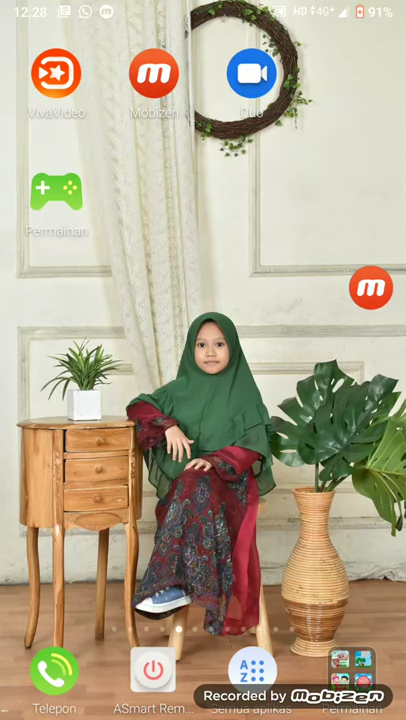 12.28 HD 4G+ 91%
VivaVideo Mobizen Duo
Permainan
Telepon ASmart Rem... Semua aplikas Permainan
Recorded by mobizen